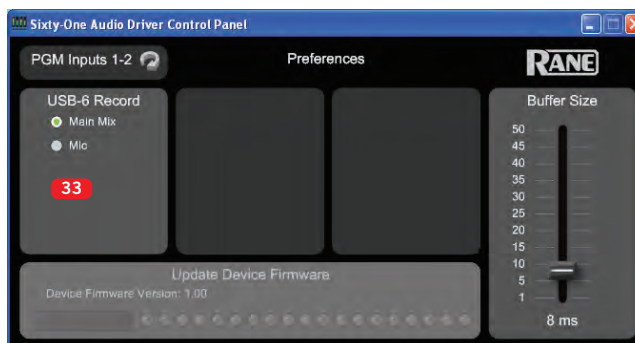 Sixty-One Audio Driver Control Panel
PGM Inputs 1-2
Preferences
RANE
USB-6 Record
Main Mix
Mic
33
Buffer Size
50
45
40
35
30
25
20
15
10
5
1
8 ms
Update Device Firmware
Device Firmware Version: 1.00